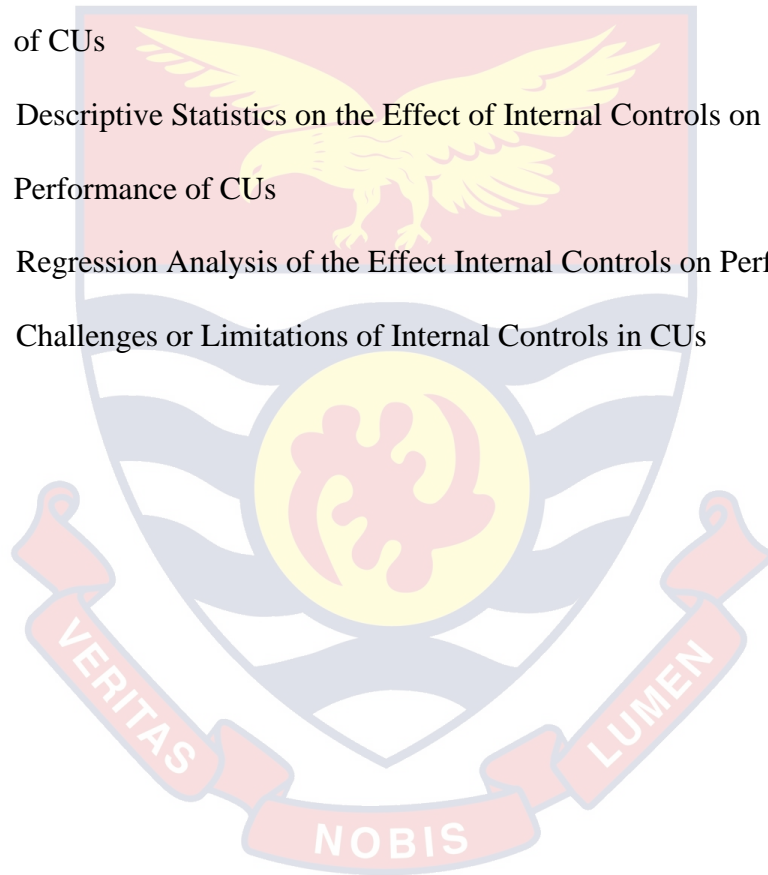 of CUs
Descriptive Statistics on the Effect of Internal Controls on
Performance of CUs
Regression Analysis of the Effect Internal Controls on Perf
Challenges or Limitations of Internal Controls in CUs
VERITAS
NOBIS
LUMEN